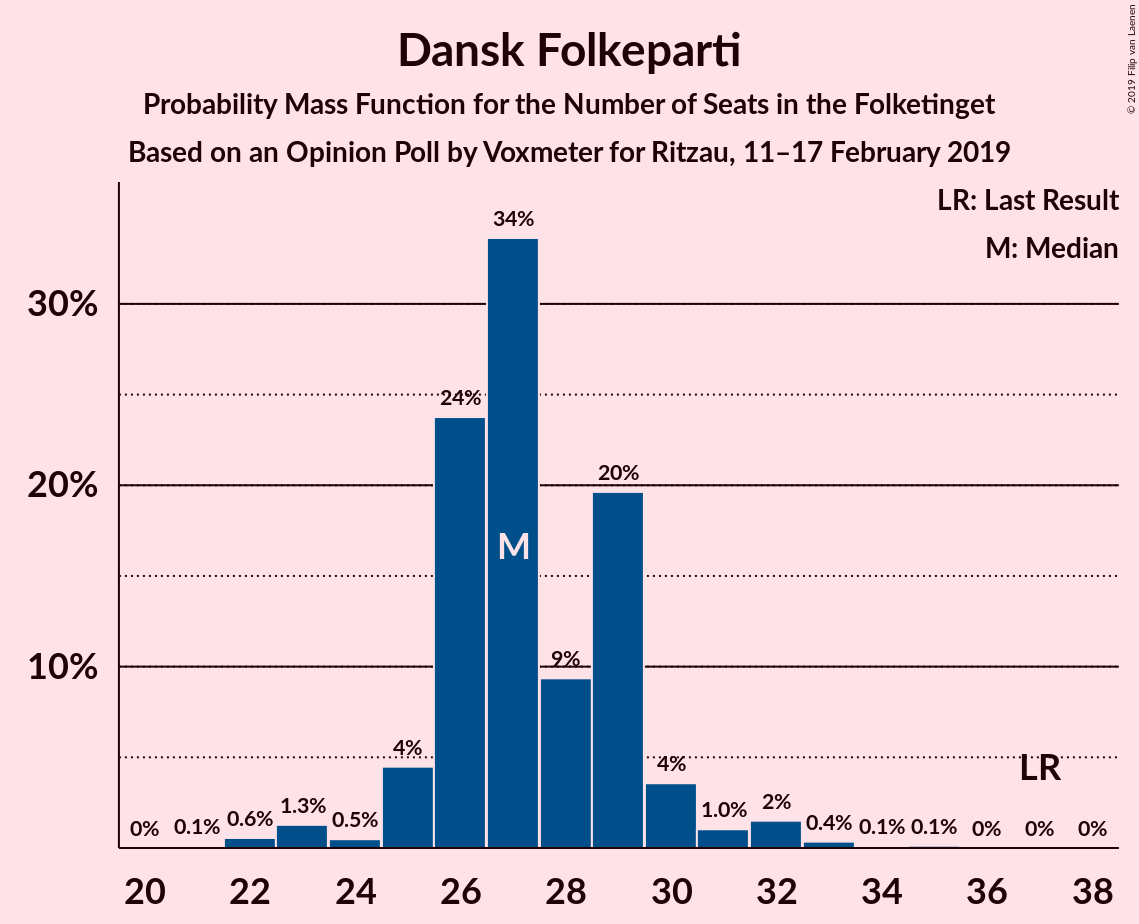 Dansk Folkeparti
Probability Mass Function for the Number of Seats in the Folketinget
Based on an Opinion Poll by Voxmeter for Ritzau, 11–17 February 2019
© 2019 Filip van Laenen
LR: Last Result
M: Median
30%
20%
10%
0%
0.1%
0.6%
1.3%
0.5%
4%
24%
34%
9%
20%
4%
1.0%
2%
0.4%
0.1%
0.1%
0%
0%
0%
M
LR
20 22 24 26 28 30 32 34 36 38